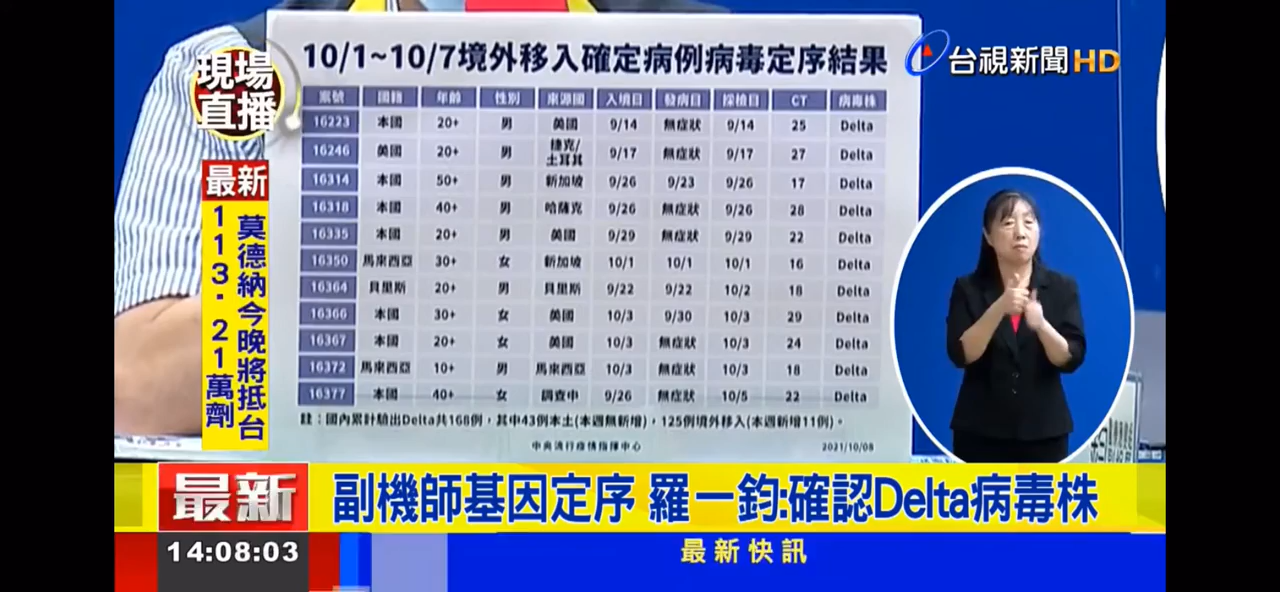 10/1~10/7境外移入確定病例病毒定序結果
台視新聞HD
現場
直播
案號 國籍 年齡 性別 來源國 入境日 發病日 採檢日 CT 病毒株
16223 本國 20+ 男 美國 9/14 無症狀 9/14 25 Delta
16246 美國 20+ 男 捷克/土耳其 9/17 無症狀 9/17 27 Delta
16314 本國 50+ 男 新加坡 9/26 9/23 9/26 17 Delta
16318 本國 40+ 男 哈薩克 9/26 無症狀 9/26 28 Delta
16335 本國 20+ 男 美國 9/29 無症狀 9/29 22 Delta
16350 馬來西亞 30+ 女 新加坡 10/1 10/1 10/1 16 Delta
16364 貝里斯 20+ 男 貝里斯 9/22 9/22 10/2 18 Delta
16366 本國 30+ 女 美國 10/3 9/30 10/3 29 Delta
16367 本國 20+ 女 美國 10/3 無症狀 10/3 24 Delta
16372 馬來西亞 10+ 男 馬來西亞 10/3 無症狀 10/3 18 Delta
16377 本國 40+ 女 調查中 9/26 無症狀 10/5 22 Delta
註：國內累計驗出Delta共168例，其中43例本土(本週無新增)，125例境外移入(本週新增11例)。
中央流行疫情指揮中心
2021/10/08
最新
莫德納今晚將抵台
113.21萬劑
最新
副機師基因定序 羅一鈞:確認Delta病毒株
14:08:03
最新快訊